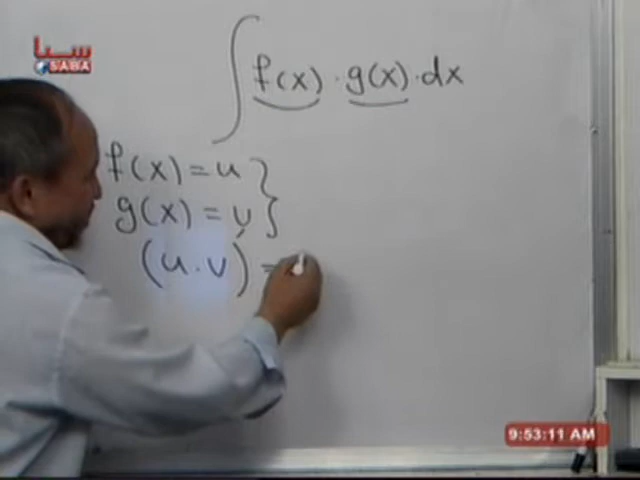 سبا
SABA
∫ f(x) · g(x) · dx
f(x) = u }
g(x) = v }
(u . v)' =
9:53:11 AM